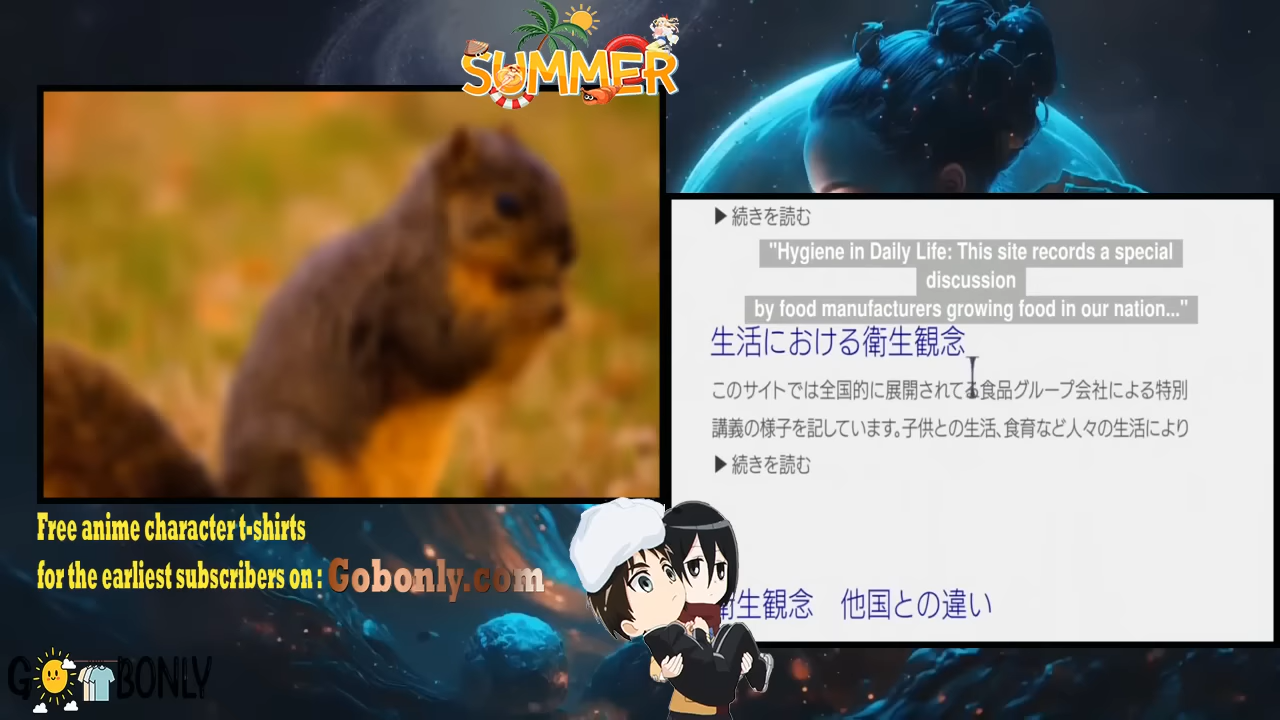 SUMMER
▶続きを読む
"Hygiene in Daily Life: This site records a special
discussion
by food manufacturers growing food in our nation..."
生活における衛生観念
このサイトでは全国的に展開されてる食品グループ会社による特別
講義の様子を記しています。子供との生活、食育など人々の生活により
▶続きを読む
衛生観念　他国との違い
Free anime character t-shirts
for the earliest subscribers on : Gobonly.com
GOBONLY